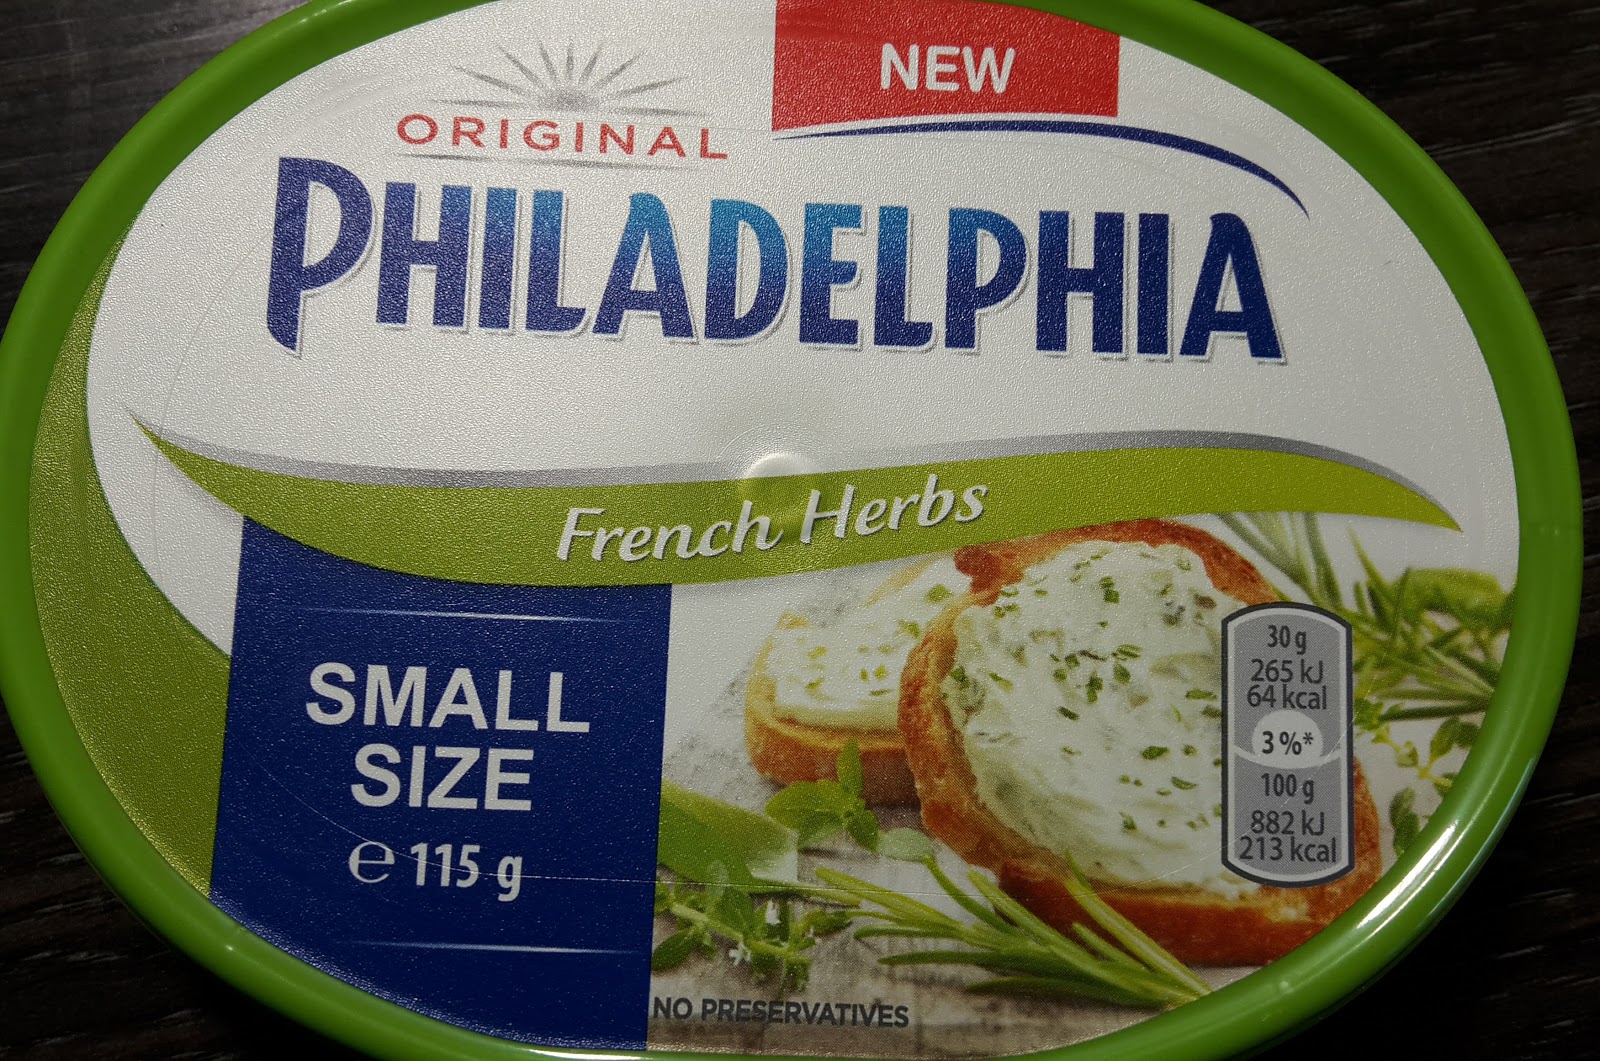 NEW
ORIGINAL
PHILADELPHIA
French Herbs
SMALL
SIZE
℮ 115 g
30 g
265 kJ
64 kcal
3 %*
100 g
882 kJ
213 kcal
NO PRESERVATIVES